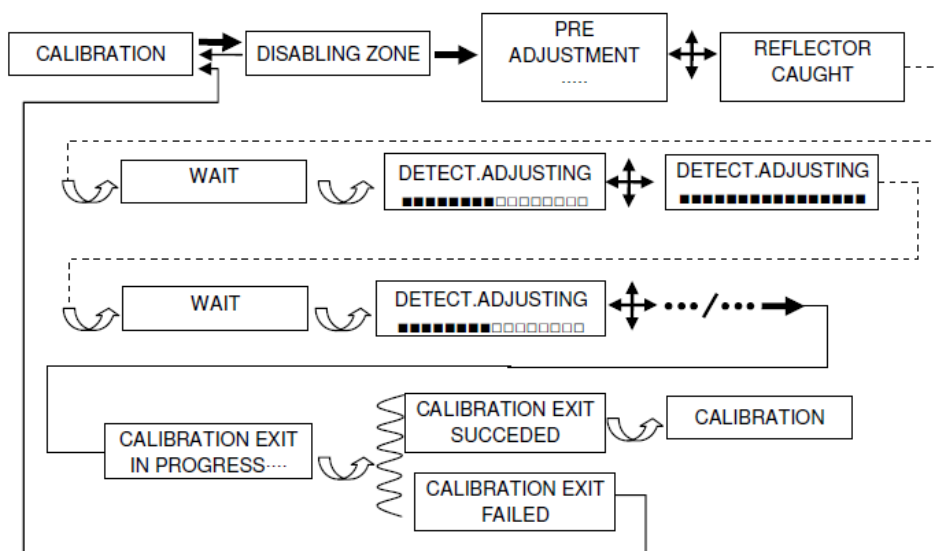 CALIBRATION
DISABLING ZONE
PRE
ADJUSTMENT
.....
REFLECTOR
CAUGHT
WAIT
DETECT.ADJUSTING
■■■■■■■■□□□□□□□□
DETECT.ADJUSTING
■■■■■■■■■■■■■■■■
WAIT
DETECT.ADJUSTING
■■■■■■■■□□□□□□□□
•••/•••
CALIBRATION EXIT
IN PROGRESS....
CALIBRATION EXIT
SUCCEDED
CALIBRATION
CALIBRATION EXIT
FAILED